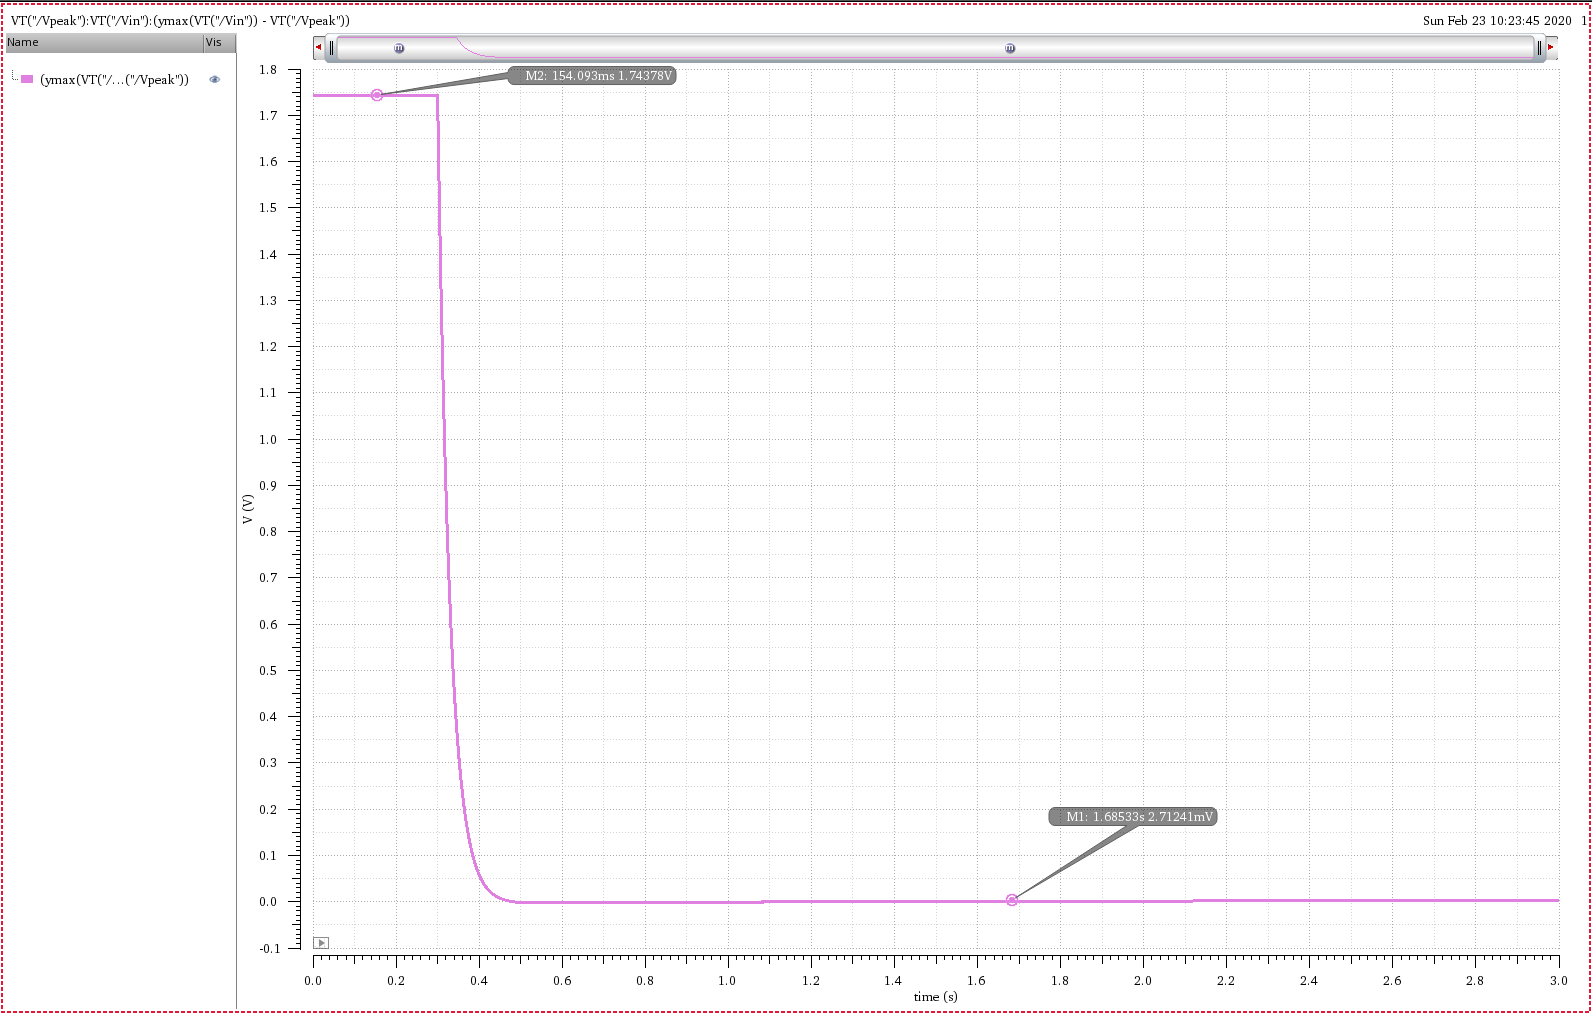 VT("/Vpeak"):VT("/Vin"):(ymax(VT("/Vin")) - VT("/Vpeak"))
Sun Feb 23 10:23:45 2020 1
Name Vis
(ymax(VT("/...("/Vpeak"))
m m
M2: 154.093ms 1.74378V
1.8
1.7
1.6
1.5
1.4
1.3
1.2
1.1
1.0
0.9
V (V)
0.8
0.7
0.6
0.5
0.4
0.3
0.2
M1: 1.68533s 2.71241mV
0.1
0.0
-0.1
0.0 0.2 0.4 0.6 0.8 1.0 1.2 1.4 1.6 1.8 2.0 2.2 2.4 2.6 2.8 3.0
time (s)